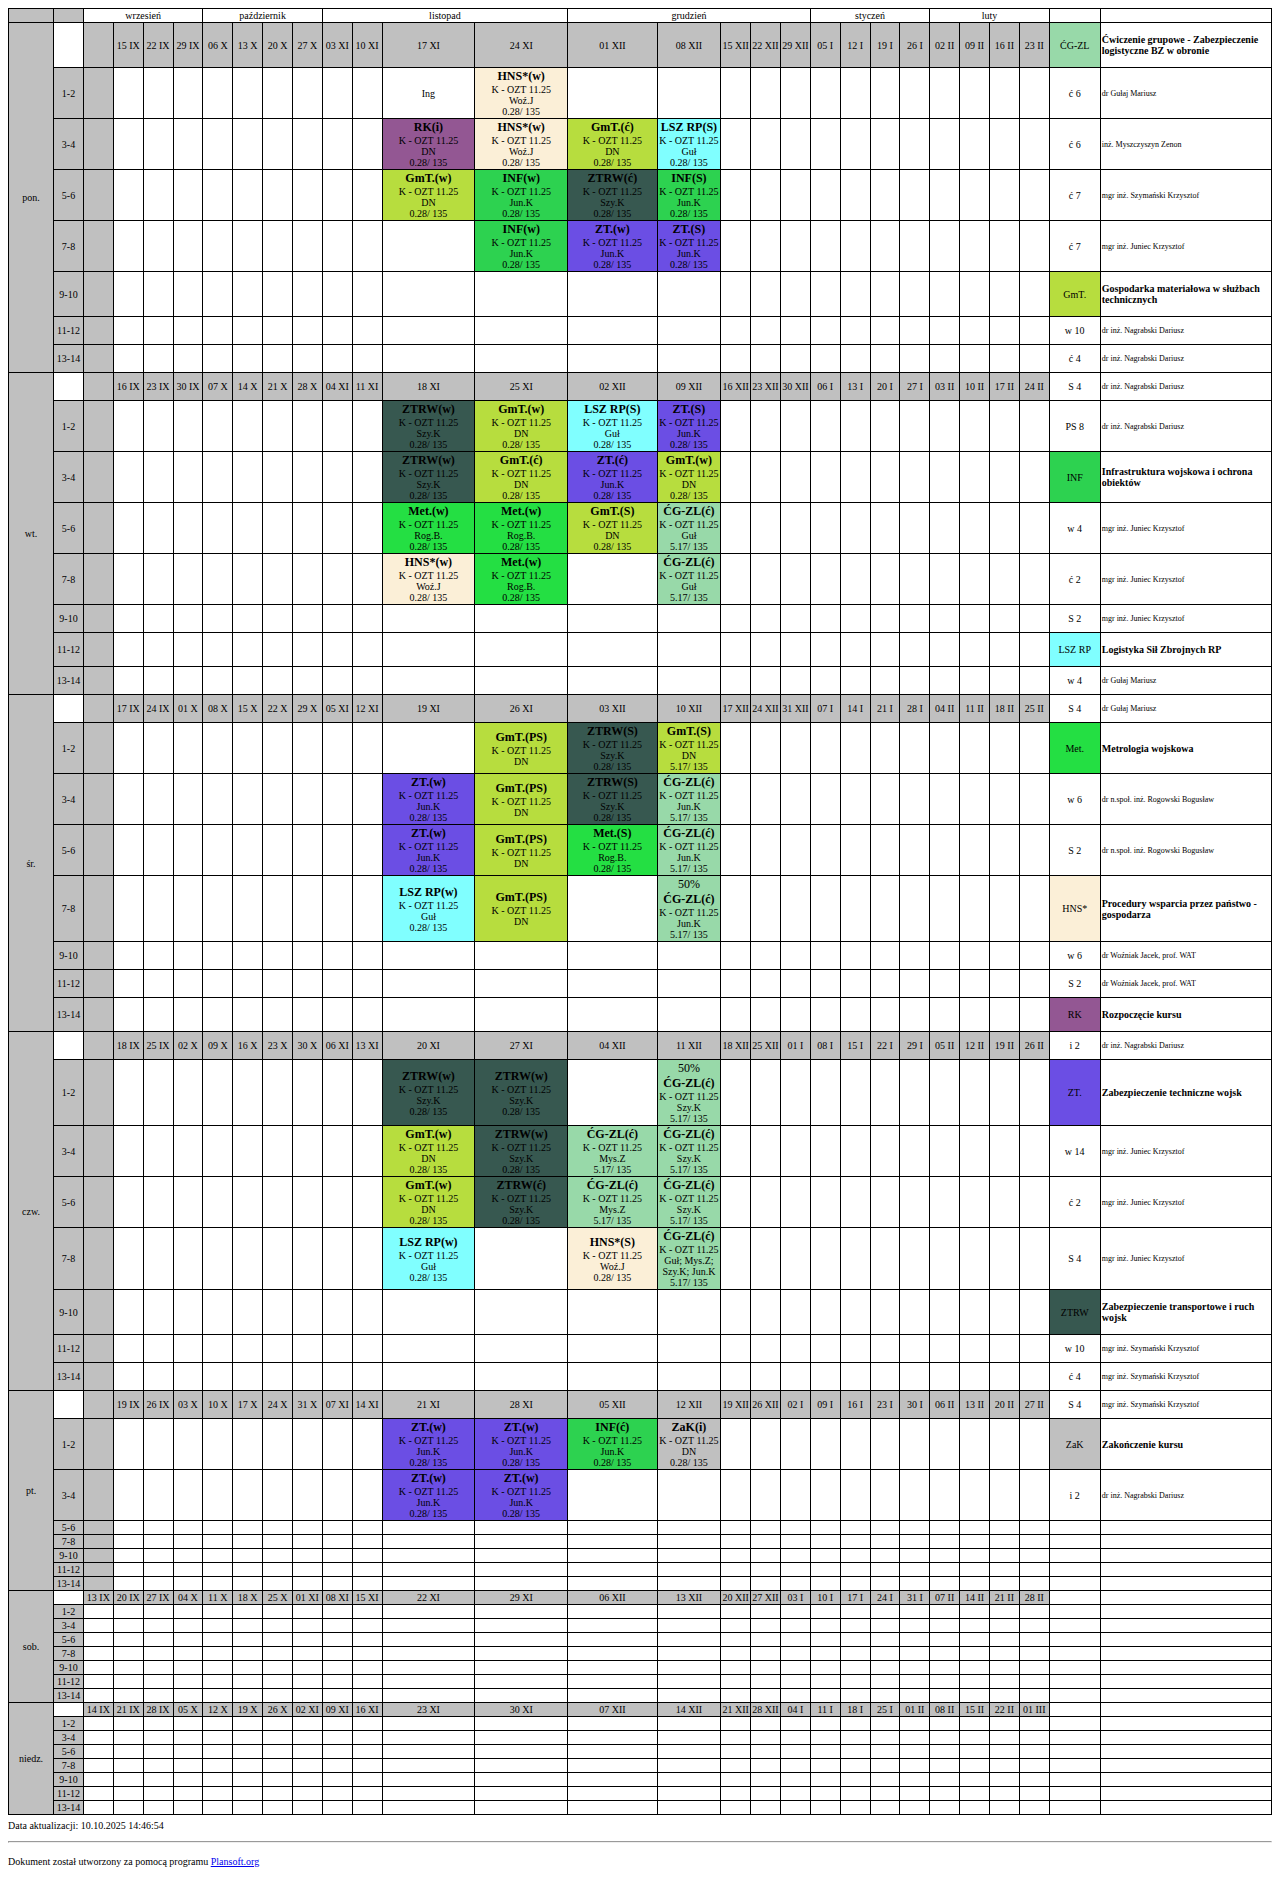 wrzesień październik listopad grudzień styczeń luty
pon. 15 IX 22 IX 29 IX 06 X 13 X 20 X 27 X 03 XI 10 XI 17 XI 24 XI 01 XII 08 XII 15 XII 22 XII 29 XII 05 I 12 I 19 I 26 I 02 II 09 II 16 II 23 II ĆG-ZL Ćwiczenie grupowe - Zabezpieczenie
logistyczne BZ w obronie
1-2 Ing HNS*(w) K - OZT 11.25 Woź.J 0.28/ 135 ć 6 dr Gułaj Mariusz
3-4 RK(i) K - OZT 11.25 DN 0.28/ 135 HNS*(w) K - OZT 11.25 Woź.J 0.28/ 135 GmT.(ć) K - OZT 11.25 DN 0.28/ 135 LSZ RP(S) K - OZT 11.25 Guł 0.28/ 135 ć 6 inż. Myszczyszyn Zenon
5-6 GmT.(w) K - OZT 11.25 DN 0.28/ 135 INF(w) K - OZT 11.25 Jun.K 0.28/ 135 ZTRW(ć) K - OZT 11.25 Szy.K 0.28/ 135 INF(S) K - OZT 11.25 Jun.K 0.28/ 135 ć 7 mgr inż. Szymański Krzysztof
7-8 INF(w) K - OZT 11.25 Jun.K 0.28/ 135 ZT.(w) K - OZT 11.25 Jun.K 0.28/ 135 ZT.(S) K - OZT 11.25 Jun.K 0.28/ 135 ć 7 mgr inż. Juniec Krzysztof
9-10 GmT. Gospodarka materiałowa w służbach
technicznych
11-12 w 10 dr inż. Nagrabski Dariusz
13-14 ć 4 dr inż. Nagrabski Dariusz
wt. 16 IX 23 IX 30 IX 07 X 14 X 21 X 28 X 04 XI 11 XI 18 XI 25 XI 02 XII 09 XII 16 XII 23 XII 30 XII 06 I 13 I 20 I 27 I 03 II 10 II 17 II 24 II S 4 dr inż. Nagrabski Dariusz
1-2 ZTRW(w) K - OZT 11.25 Szy.K 0.28/ 135 GmT.(w) K - OZT 11.25 DN 0.28/ 135 LSZ RP(S) K - OZT 11.25 Guł 0.28/ 135 ZT.(S) K - OZT 11.25 Jun.K 0.28/ 135 PS 8 dr inż. Nagrabski Dariusz
3-4 ZTRW(w) K - OZT 11.25 Szy.K 0.28/ 135 GmT.(ć) K - OZT 11.25 DN 0.28/ 135 ZT.(ć) K - OZT 11.25 Jun.K 0.28/ 135 GmT.(w) K - OZT 11.25 DN 0.28/ 135 INF Infrastruktura wojskowa i ochrona
obiektów
5-6 Met.(w) K - OZT 11.25 Rog.B. 0.28/ 135 Met.(w) K - OZT 11.25 Rog.B. 0.28/ 135 GmT.(S) K - OZT 11.25 DN 0.28/ 135 ĆG-ZL(ć) K - OZT 11.25 Guł 5.17/ 135 w 4 mgr inż. Juniec Krzysztof
7-8 HNS*(w) K - OZT 11.25 Woź.J 0.28/ 135 Met.(w) K - OZT 11.25 Rog.B. 0.28/ 135 ĆG-ZL(ć) K - OZT 11.25 Guł 5.17/ 135 ć 2 mgr inż. Juniec Krzysztof
9-10 S 2 mgr inż. Juniec Krzysztof
11-12 LSZ RP Logistyka Sił Zbrojnych RP
13-14 w 4 dr Gułaj Mariusz
śr. 17 IX 24 IX 01 X 08 X 15 X 22 X 29 X 05 XI 12 XI 19 XI 26 XI 03 XII 10 XII 17 XII 24 XII 31 XII 07 I 14 I 21 I 28 I 04 II 11 II 18 II 25 II S 4 dr Gułaj Mariusz
1-2 GmT.(PS) K - OZT 11.25 DN ZTRW(S) K - OZT 11.25 Szy.K 0.28/ 135 GmT.(S) K - OZT 11.25 DN 5.17/ 135 Met. Metrologia wojskowa
3-4 ZT.(w) K - OZT 11.25 Jun.K 0.28/ 135 GmT.(PS) K - OZT 11.25 DN ZTRW(S) K - OZT 11.25 Szy.K 0.28/ 135 ĆG-ZL(ć) K - OZT 11.25 Jun.K 5.17/ 135 w 6 dr n.społ. inż. Rogowski Bogusław
5-6 ZT.(w) K - OZT 11.25 Jun.K 0.28/ 135 GmT.(PS) K - OZT 11.25 DN Met.(S) K - OZT 11.25 Rog.B. 0.28/ 135 ĆG-ZL(ć) K - OZT 11.25 Jun.K 5.17/ 135 S 2 dr n.społ. inż. Rogowski Bogusław
7-8 LSZ RP(w) K - OZT 11.25 Guł 0.28/ 135 GmT.(PS) K - OZT 11.25 DN 50% ĆG-ZL(ć) K - OZT 11.25 Jun.K 5.17/ 135 HNS* Procedury wsparcia przez państwo -
gospodarza
9-10 w 6 dr Woźniak Jacek, prof. WAT
11-12 S 2 dr Woźniak Jacek, prof. WAT
13-14 RK Rozpoczęcie kursu
czw. 18 IX 25 IX 02 X 09 X 16 X 23 X 30 X 06 XI 13 XI 20 XI 27 XI 04 XII 11 XII 18 XII 25 XII 01 I 08 I 15 I 22 I 29 I 05 II 12 II 19 II 26 II i 2 dr inż. Nagrabski Dariusz
1-2 ZTRW(w) K - OZT 11.25 Szy.K 0.28/ 135 ZTRW(w) K - OZT 11.25 Szy.K 0.28/ 135 50% ĆG-ZL(ć) K - OZT 11.25 Szy.K 5.17/ 135 ZT. Zabezpieczenie techniczne wojsk
3-4 GmT.(w) K - OZT 11.25 DN 0.28/ 135 ZTRW(w) K - OZT 11.25 Szy.K 0.28/ 135 ĆG-ZL(ć) K - OZT 11.25 Mys.Z 5.17/ 135 ĆG-ZL(ć) K - OZT 11.25 Szy.K 5.17/ 135 w 14 mgr inż. Juniec Krzysztof
5-6 GmT.(w) K - OZT 11.25 DN 0.28/ 135 ZTRW(ć) K - OZT 11.25 Szy.K 0.28/ 135 ĆG-ZL(ć) K - OZT 11.25 Mys.Z 5.17/ 135 ĆG-ZL(ć) K - OZT 11.25 Szy.K 5.17/ 135 ć 2 mgr inż. Juniec Krzysztof
7-8 LSZ RP(w) K - OZT 11.25 Guł 0.28/ 135 HNS*(S) K - OZT 11.25 Woź.J 0.28/ 135 ĆG-ZL(ć) K - OZT 11.25 Guł; Mys.Z; Szy.K; Jun.K 5.17/ 135 S 4 mgr inż. Juniec Krzysztof
9-10 ZTRW Zabezpieczenie transportowe i ruch
wojsk
11-12 w 10 mgr inż. Szymański Krzysztof
13-14 ć 4 mgr inż. Szymański Krzysztof
pt. 19 IX 26 IX 03 X 10 X 17 X 24 X 31 X 07 XI 14 XI 21 XI 28 XI 05 XII 12 XII 19 XII 26 XII 02 I 09 I 16 I 23 I 30 I 06 II 13 II 20 II 27 II S 4 mgr inż. Szymański Krzysztof
1-2 ZT.(w) K - OZT 11.25 Jun.K 0.28/ 135 ZT.(w) K - OZT 11.25 Jun.K 0.28/ 135 INF(ć) K - OZT 11.25 Jun.K 0.28/ 135 ZaK(i) K - OZT 11.25 DN 0.28/ 135 ZaK Zakończenie kursu
3-4 ZT.(w) K - OZT 11.25 Jun.K 0.28/ 135 ZT.(w) K - OZT 11.25 Jun.K 0.28/ 135 i 2 dr inż. Nagrabski Dariusz
5-6
7-8
9-10
11-12
13-14
sob. 13 IX 20 IX 27 IX 04 X 11 X 18 X 25 X 01 XI 08 XI 15 XI 22 XI 29 XI 06 XII 13 XII 20 XII 27 XII 03 I 10 I 17 I 24 I 31 I 07 II 14 II 21 II 28 II
1-2
3-4
5-6
7-8
9-10
11-12
13-14
niedz. 14 IX 21 IX 28 IX 05 X 12 X 19 X 26 X 02 XI 09 XI 16 XI 23 XI 30 XI 07 XII 14 XII 21 XII 28 XII 04 I 11 I 18 I 25 I 01 II 08 II 15 II 22 II 01 III
1-2
3-4
5-6
7-8
9-10
11-12
13-14
Data aktualizacji: 10.10.2025 14:46:54
Dokument został utworzony za pomocą programu Plansoft.org